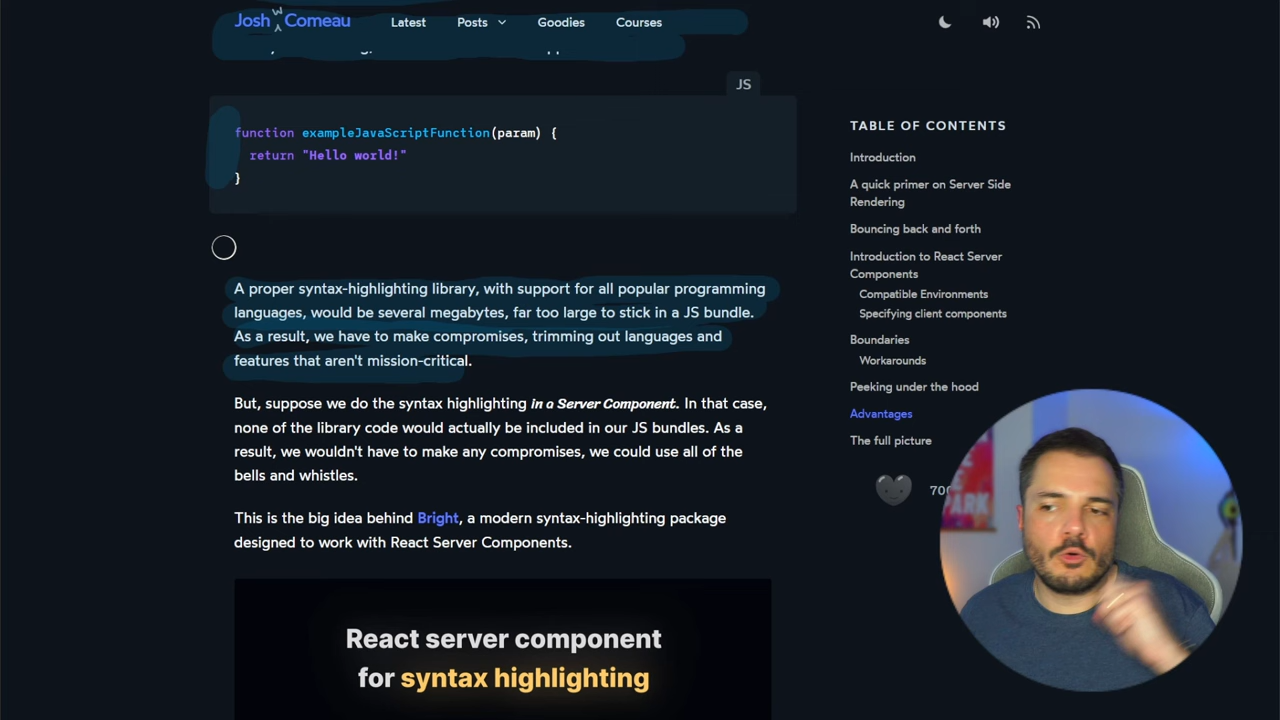 Josh W Comeau
Latest
Posts
Goodies
Courses
JS
function exampleJavaScriptFunction(param) {
return "Hello world!"
}
A proper syntax-highlighting library, with support for all popular programming
languages, would be several megabytes, far too large to stick in a JS bundle.
As a result, we have to make compromises, trimming out languages and
features that aren't mission-critical.
But, suppose we do the syntax highlighting in a Server Component. In that case,
none of the library code would actually be included in our JS bundles. As a
result, we wouldn't have to make any compromises, we could use all of the
bells and whistles.
This is the big idea behind Bright, a modern syntax-highlighting package
designed to work with React Server Components.
React server component
for syntax highlighting
TABLE OF CONTENTS
Introduction
A quick primer on Server Side
Rendering
Bouncing back and forth
Introduction to React Server
Components
Compatible Environments
Specifying client components
Boundaries
Workarounds
Peeking under the hood
Advantages
The full picture